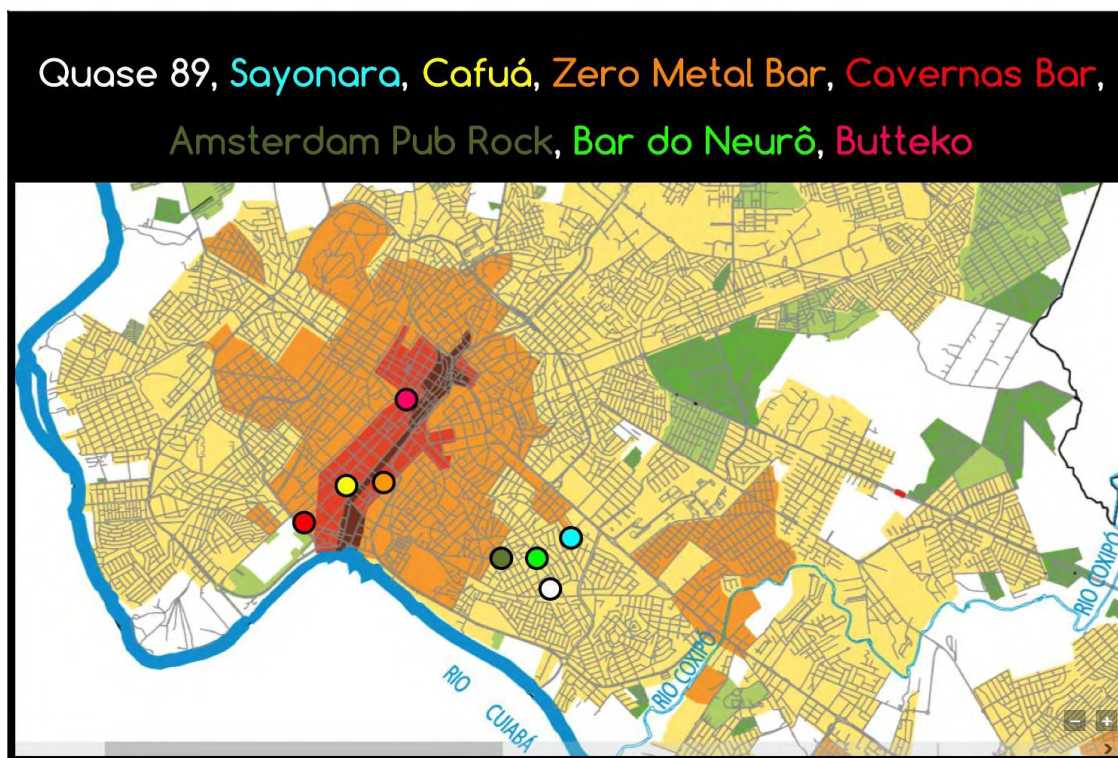 Quase 89, Sayonara, Cafuá, Zero Metal Bar, Cavernas Bar,
Amsterdam Pub Rock, Bar do Neurô, Butteko
RIO COXIPÓ
RIO COXIPÓ
RIO CUIABÁ